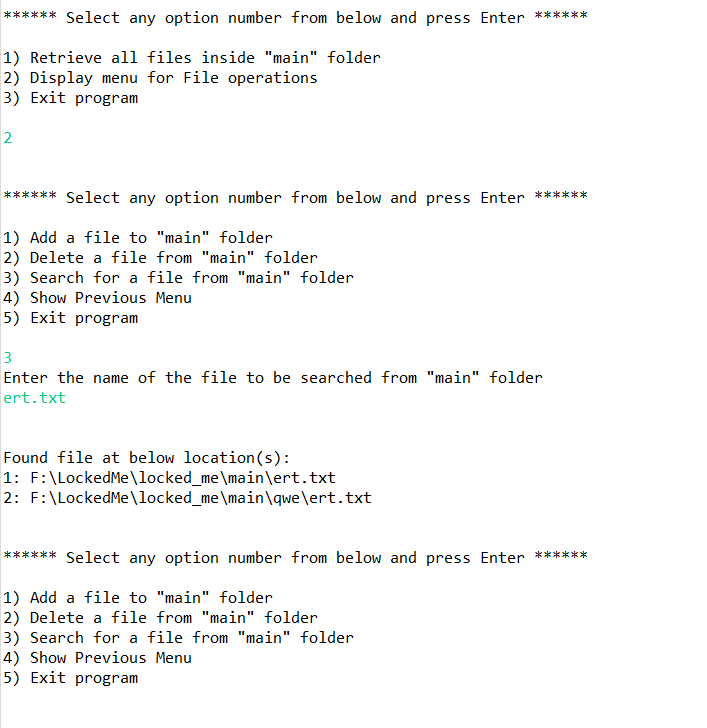 ****** Select any option number from below and press Enter ******
1) Retrieve all files inside "main" folder
2) Display menu for File operations
3) Exit program
2
****** Select any option number from below and press Enter ******
1) Add a file to "main" folder
2) Delete a file from "main" folder
3) Search for a file from "main" folder
4) Show Previous Menu
5) Exit program
3
Enter the name of the file to be searched from "main" folder
ert.txt
Found file at below location(s):
1: F:\LockedMe\locked_me\main\ert.txt
2: F:\LockedMe\locked_me\main\qwe\ert.txt
****** Select any option number from below and press Enter ******
1) Add a file to "main" folder
2) Delete a file from "main" folder
3) Search for a file from "main" folder
4) Show Previous Menu
5) Exit program